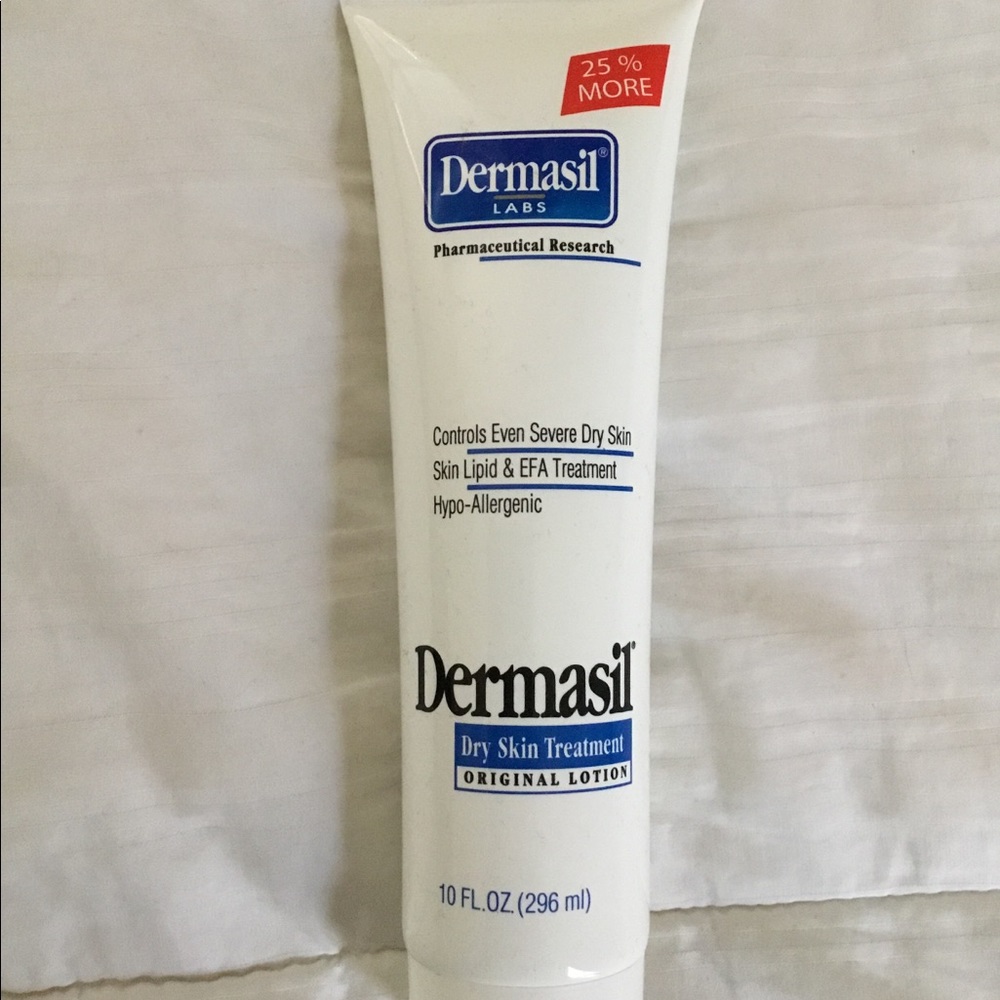 25 %
MORE
Dermasil®
LABS
Pharmaceutical Research
Controls Even Severe Dry Skin
Skin Lipid & EFA Treatment
Hypo-Allergenic
Dermasil®
Dry Skin Treatment
ORIGINAL LOTION
10 FL.OZ. (296 ml)